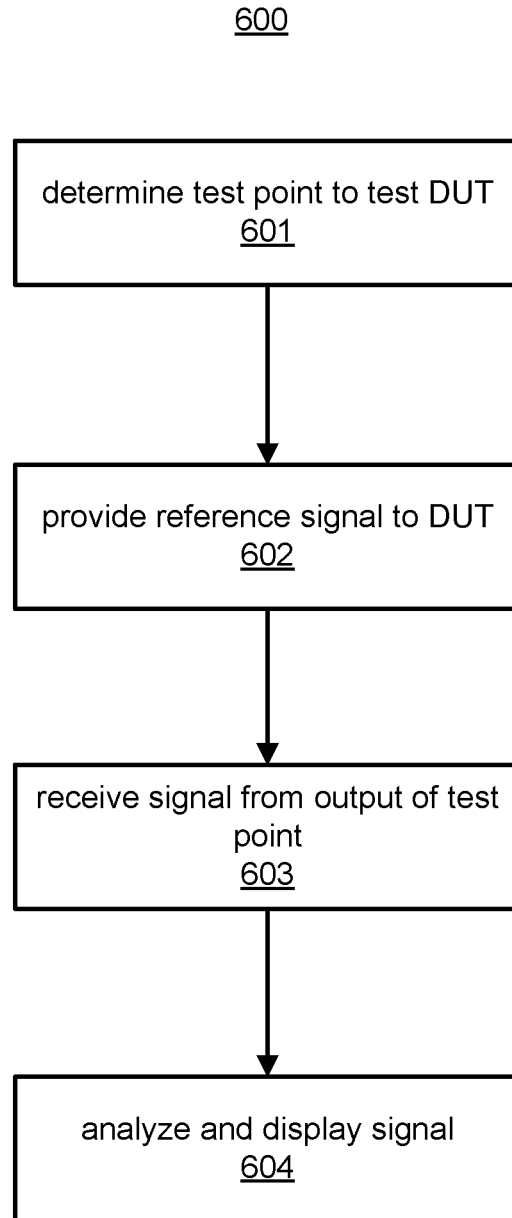 600
determine test point to test DUT
601
provide reference signal to DUT
602
receive signal from output of test
point
603
analyze and display signal
604